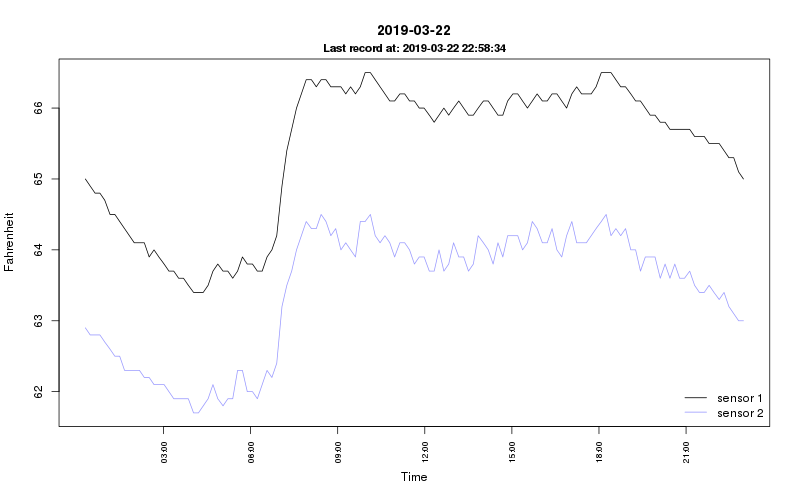 2019-03-22
Last record at: 2019-03-22 22:58:34
Fahrenheit
66
65
64
63
62
sensor 1
sensor 2
03:00 06:00 09:00 12:00 15:00 18:00 21:00
Time